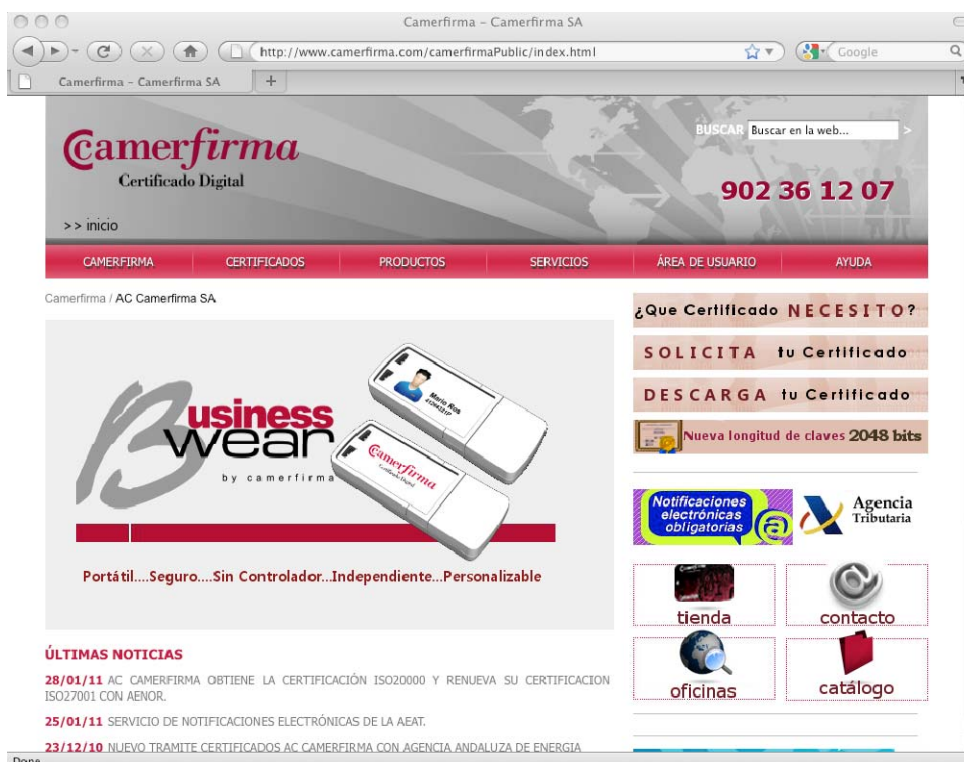 Camerfirma – Camerfirma SA
http://www.camerfirma.com/camerfirmaPublic/index.html
Google
Camerfirma – Camerfirma SA
+
Camerfirma
Certificado Digital
BUSCAR Buscar en la web... >
902 36 12 07
>> inicio
CAMERFIRMA CERTIFICADOS PRODUCTOS SERVICIOS ÁREA DE USUARIO AYUDA
Camerfirma / AC Camerfirma SA
Business
wear
by camerfirma
Mario Ros
Camerfirma
Certificado Digital
Portátil....Seguro....Sin Controlador...Independiente...Personalizable
¿Que Certificado NECESITO?
SOLICITA tu Certificado
DESCARGA tu Certificado
Nueva longitud de claves 2048 bits
Notificaciones
electrónicas
obligatorias
@
Agencia
Tributaria
tienda
contacto
oficinas
catálogo
ÚLTIMAS NOTICIAS
28/01/11 AC CAMERFIRMA OBTIENE LA CERTIFICACIÓN ISO20000 Y RENUEVA SU CERTIFICACION
ISO27001 CON AENOR.
25/01/11 SERVICIO DE NOTIFICACIONES ELECTRÓNICAS DE LA AEAT.
23/12/10 NUEVO TRAMITE CERTIFICADOS AC CAMERFIRMA CON AGENCIA ANDALUZA DE ENERGIA
Done